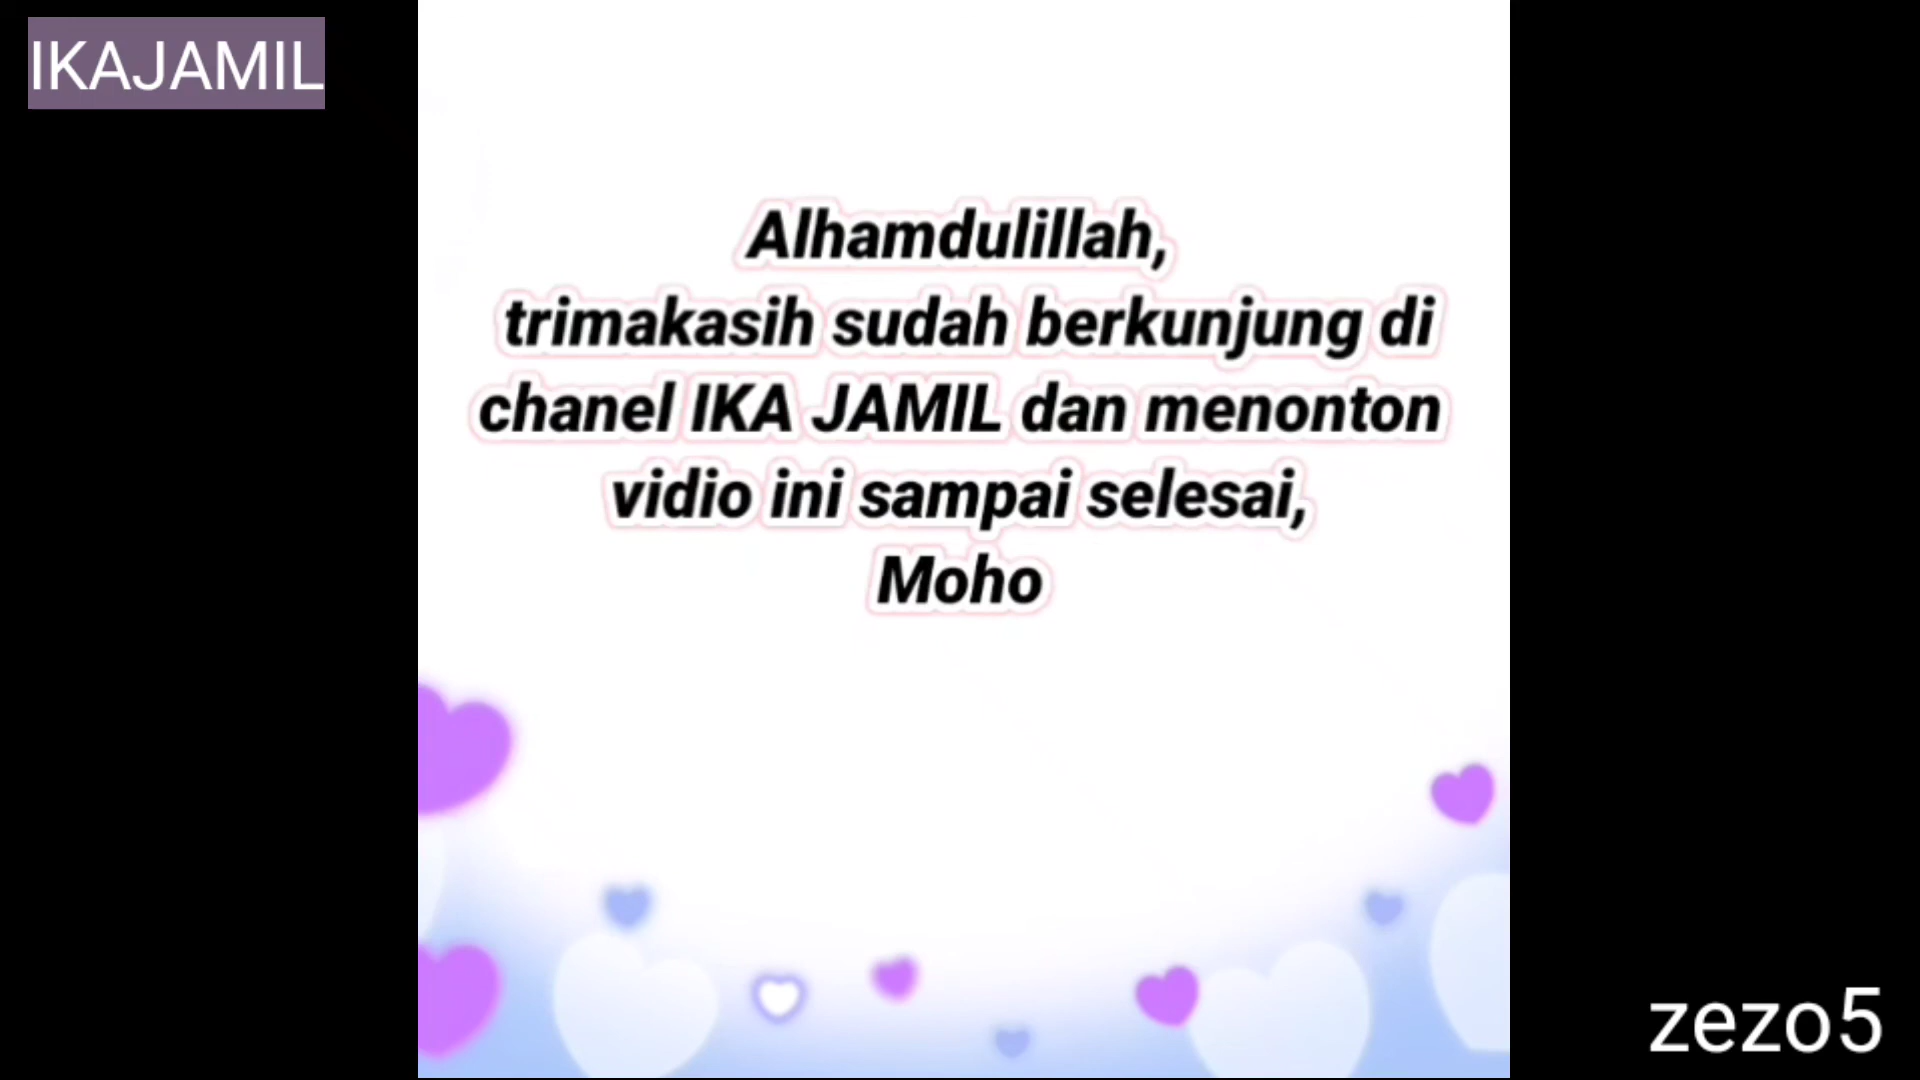 IKAJAMIL
Alhamdulillah,
trimakasih sudah berkunjung di
chanel IKA JAMIL dan menonton
vidio ini sampai selesai,
Moho
zezo5